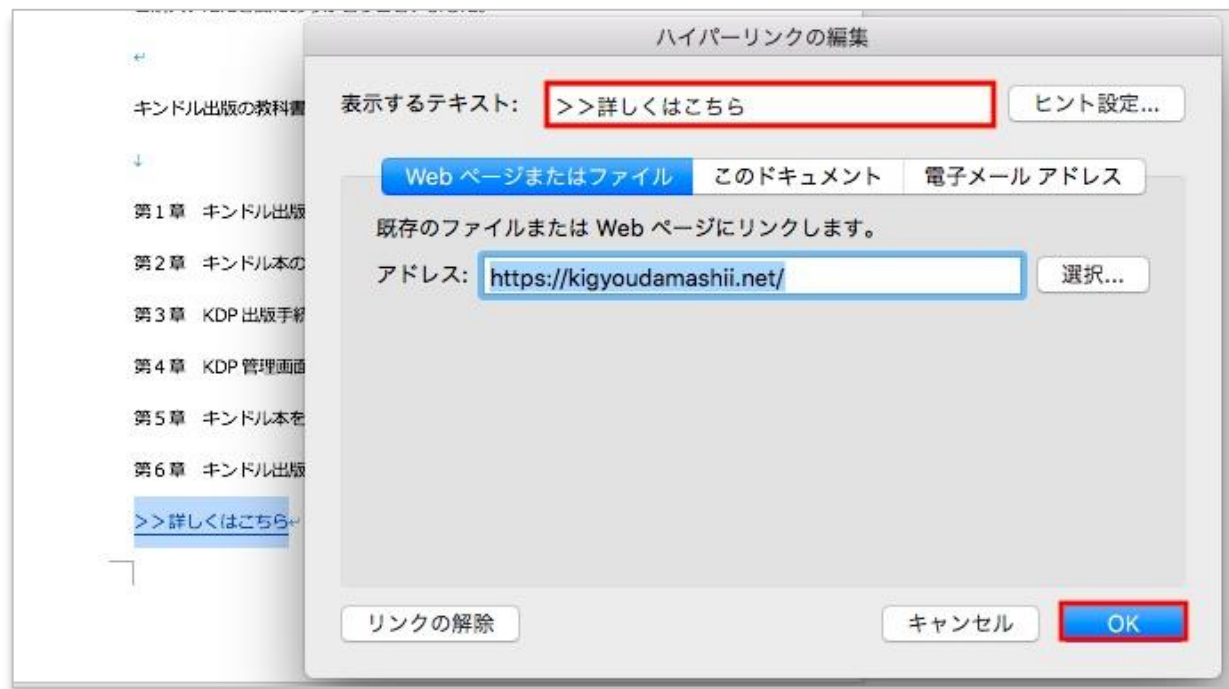 ハイパーリンクの編集
キンドル出版の教科書
表示するテキスト: >>詳しくはこちら ヒント設定...
Web ページまたはファイル このドキュメント 電子メール アドレス
第1章 キンドル出版
既存のファイルまたは Web ページにリンクします。
第2章 キンドル本の
アドレス: https://kigyoudamashii.net/ 選択...
第3章 KDP 出版手続
第4章 KDP 管理画面
第5章 キンドル本を
第6章 キンドル出版
>>詳しくはこちら
リンクの解除 キャンセル OK